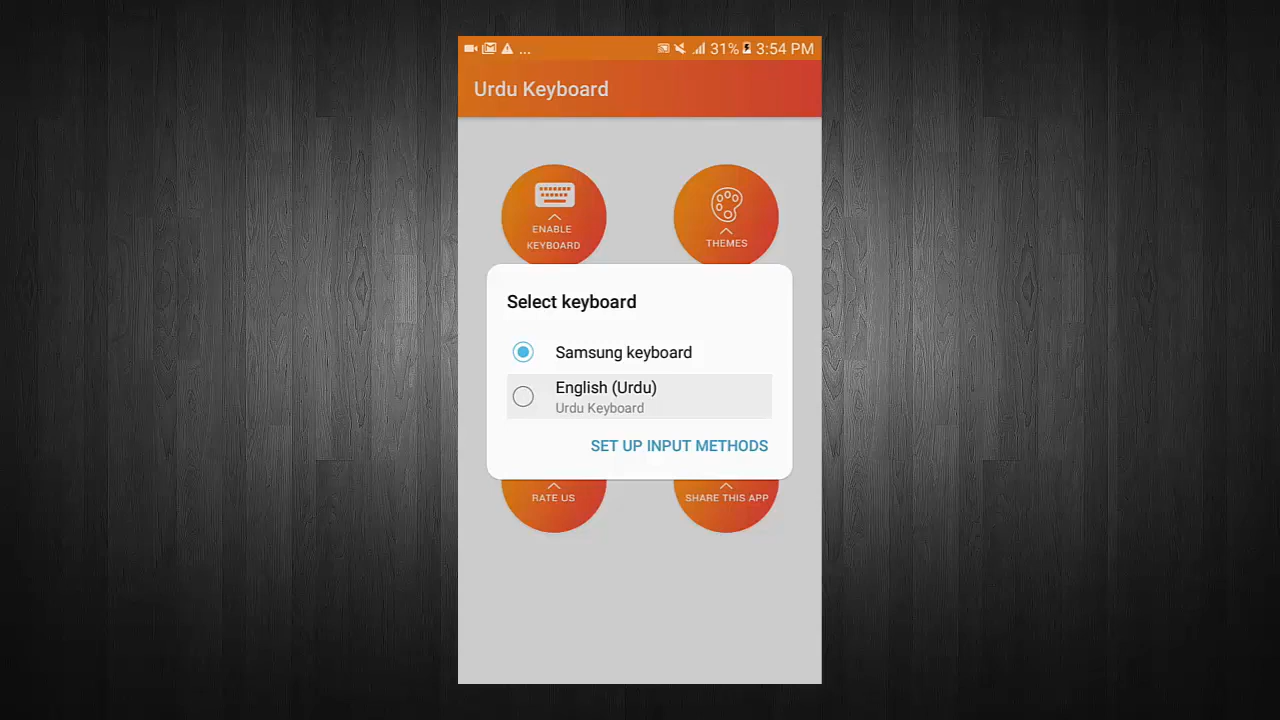 ... 31% 3:54 PM
Urdu Keyboard
ENABLE
KEYBOARD
THEMES
Select keyboard
Samsung keyboard
English (Urdu)
Urdu Keyboard
SET UP INPUT METHODS
RATE US
SHARE THIS APP